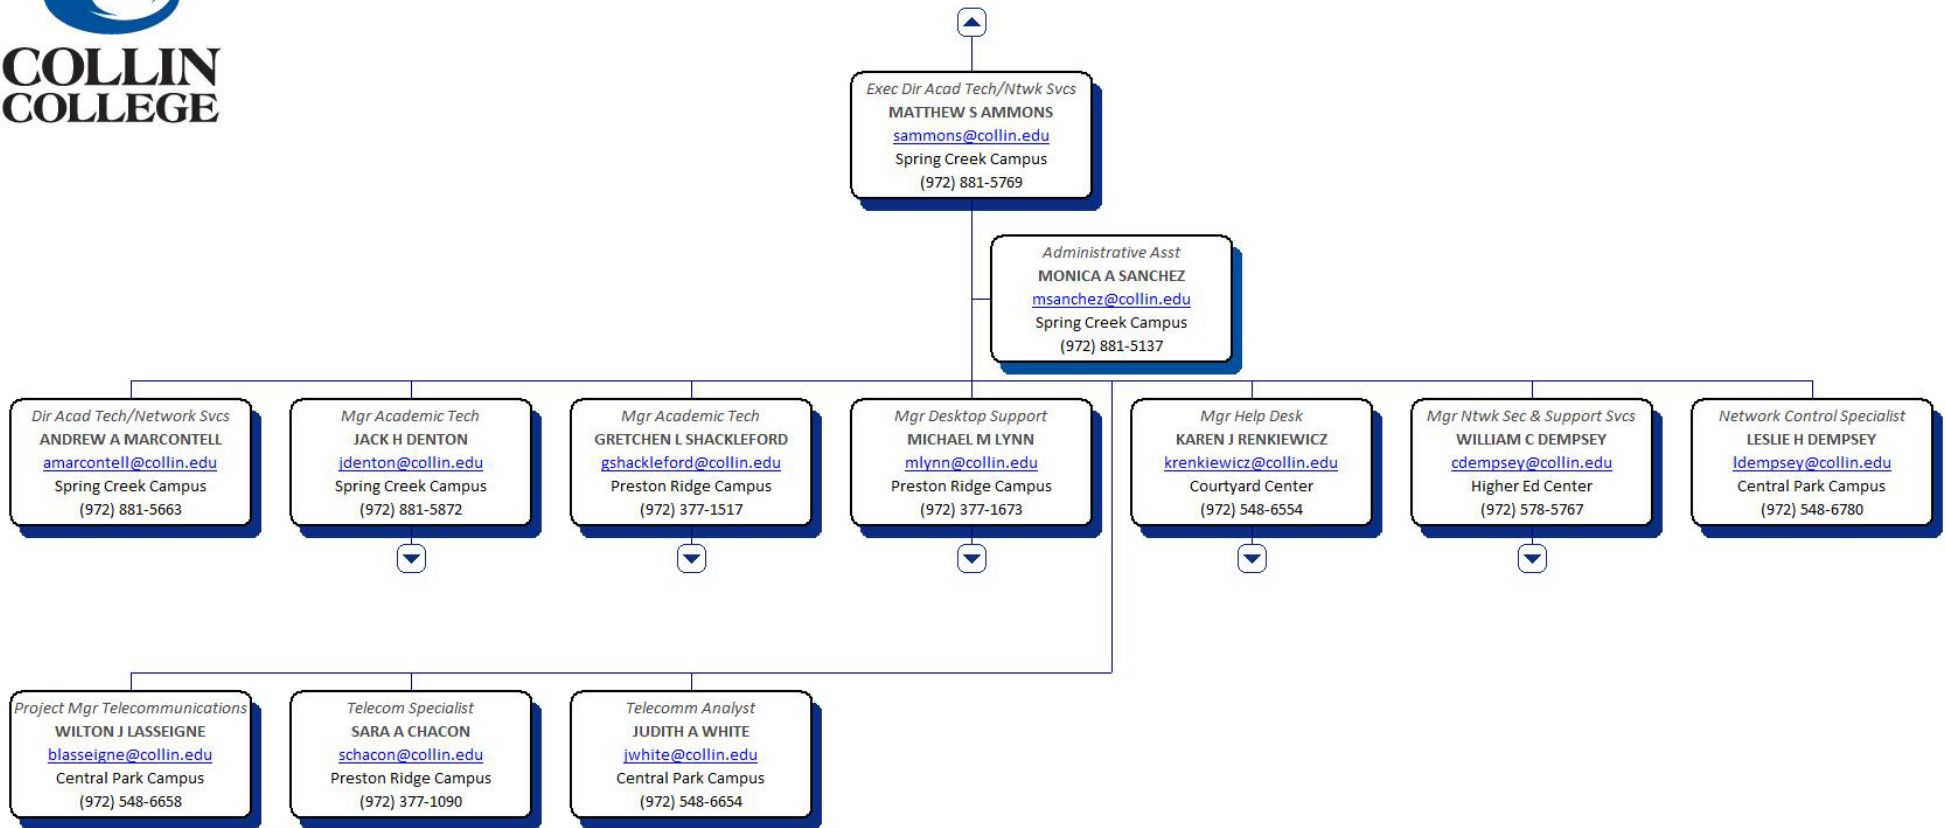 COLLIN
COLLEGE
Exec Dir Acad Tech/Ntwk Svcs
MATTHEW S AMMONS
sammons@collin.edu
Spring Creek Campus
(972) 881-5769
Administrative Asst
MONICA A SANCHEZ
msanchez@collin.edu
Spring Creek Campus
(972) 881-5137
Dir Acad Tech/Network Svcs
ANDREW A MARCONTELL
amarcontell@collin.edu
Spring Creek Campus
(972) 881-5663
Mgr Academic Tech
JACK H DENTON
jdenton@collin.edu
Spring Creek Campus
(972) 881-5872
Mgr Academic Tech
GRETCHEN L SHACKLEFORD
gshackleford@collin.edu
Preston Ridge Campus
(972) 377-1517
Mgr Desktop Support
MICHAEL M LYNN
mlynn@collin.edu
Preston Ridge Campus
(972) 377-1673
Mgr Help Desk
KAREN J RENKIEWICZ
krenkiewicz@collin.edu
Courtyard Center
(972) 548-6554
Mgr Ntwk Sec & Support Svcs
WILLIAM C DEMPSEY
cdempsey@collin.edu
Higher Ed Center
(972) 578-5767
Network Control Specialist
LESLIE H DEMPSEY
ldempsey@collin.edu
Central Park Campus
(972) 548-6780
Project Mgr Telecommunications
WILTON J LASSEIGNE
blasseigne@collin.edu
Central Park Campus
(972) 548-6658
Telecom Specialist
SARA A CHACON
schacon@collin.edu
Preston Ridge Campus
(972) 377-1090
Telecomm Analyst
JUDITH A WHITE
jwhite@collin.edu
Central Park Campus
(972) 548-6654